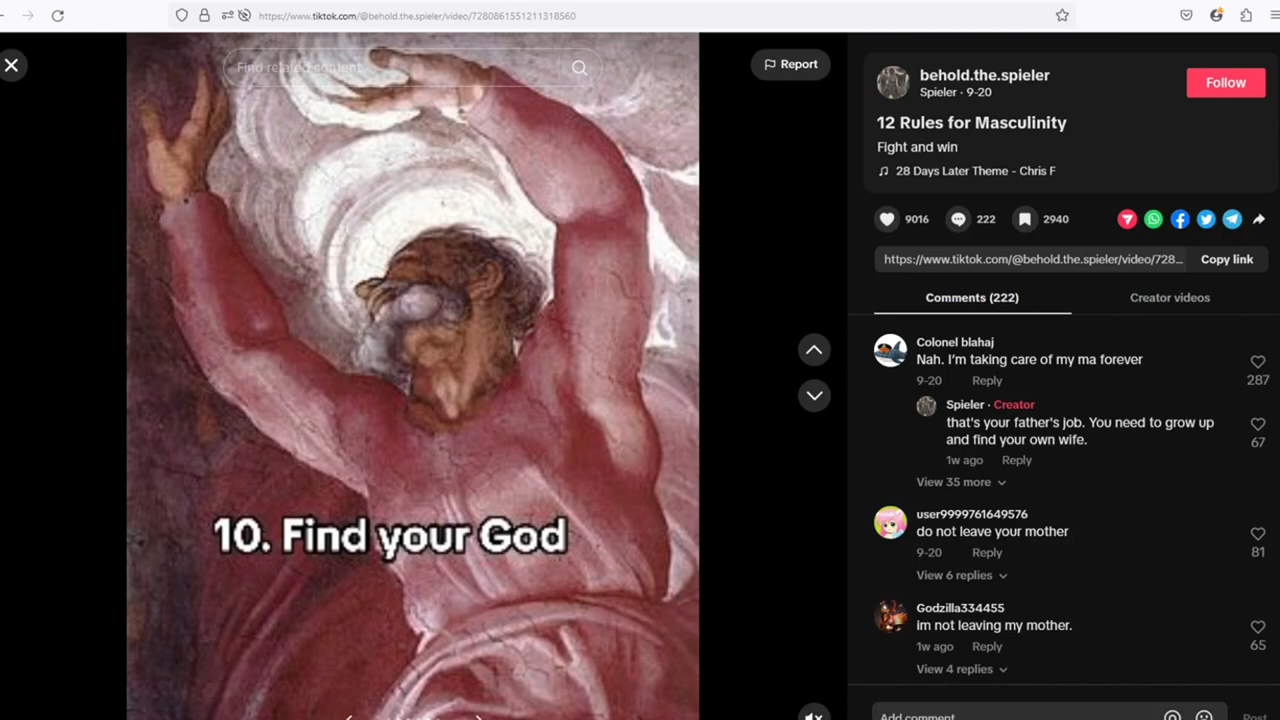 https://www.tiktok.com/@behold.the.spieler/video/7280861551211318560
Find related content
Report
10. Find your God
behold.the.spieler
Spieler · 9-20
Follow
12 Rules for Masculinity
Fight and win
28 Days Later Theme - Chris F
9016
222
2940
https://www.tiktok.com/@behold.the.spieler/video/728...
Copy link
Comments (222)
Creator videos
Colonel blahaj
Nah. I'm taking care of my ma forever
9-20 Reply
287
Spieler · Creator
that's your father's job. You need to grow up
and find your own wife.
67
1w ago Reply
View 35 more
user9999761649576
do not leave your mother
9-20 Reply
81
View 6 replies
Godzilla334455
im not leaving my mother.
1w ago Reply
65
View 4 replies
Add comment...
Post